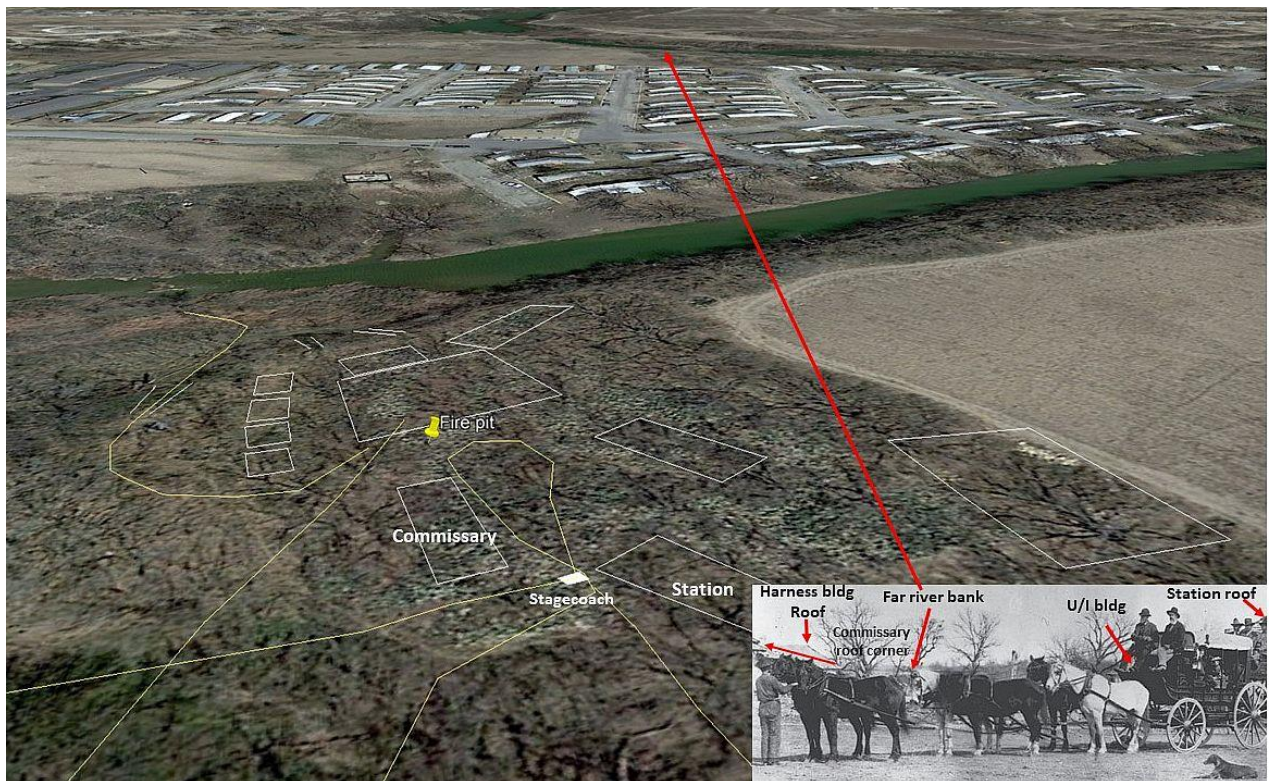 Fire pit
Commissary
Stagecoach
Station
Harness bldg
Roof
Far river bank
Station roof
U/I bldg
Commissary
roof corner